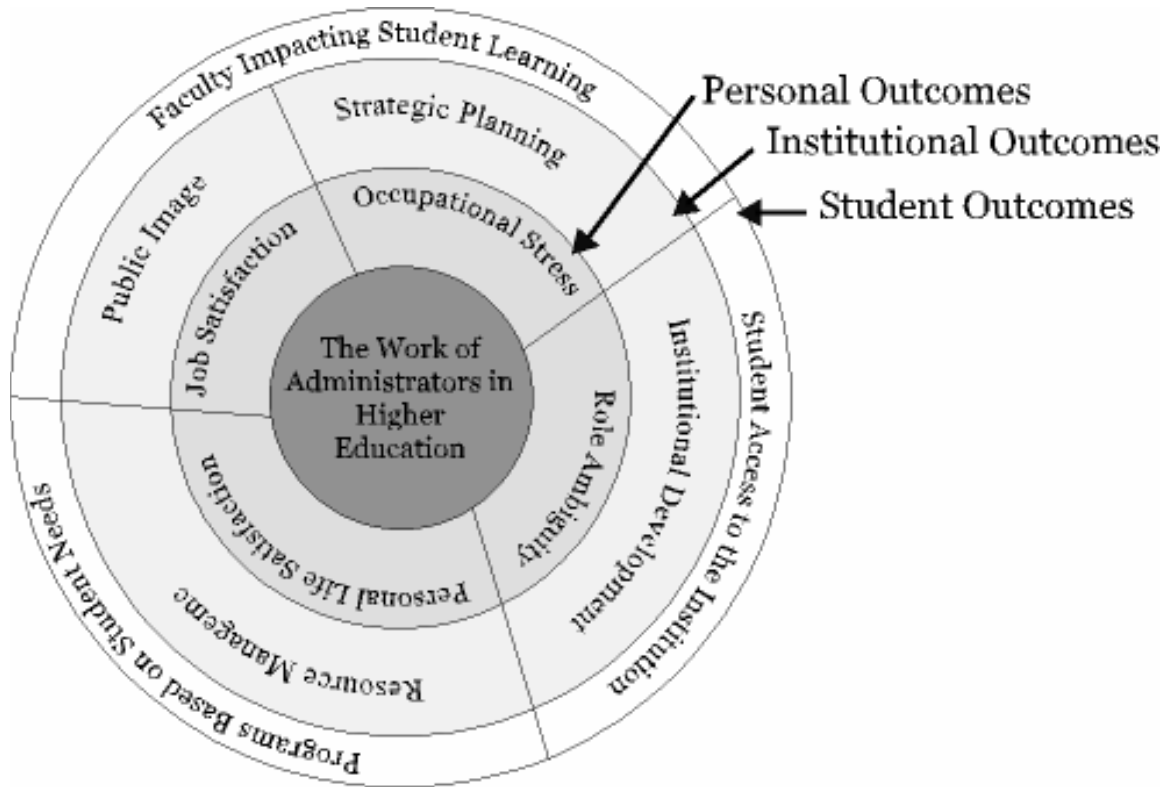 Faculty Impacting Student Learning
Strategic Planning
Public Image
Occupational Stress
Job Satisfaction
The Work of
Administrators in
Higher
Education
Personal Outcomes
Institutional Outcomes
Student Outcomes
Role Ambiguity
Institutional Development
Student Access to the Institution
Personal Life Satisfaction
Resource Manageme
Programs Based on Student Needs